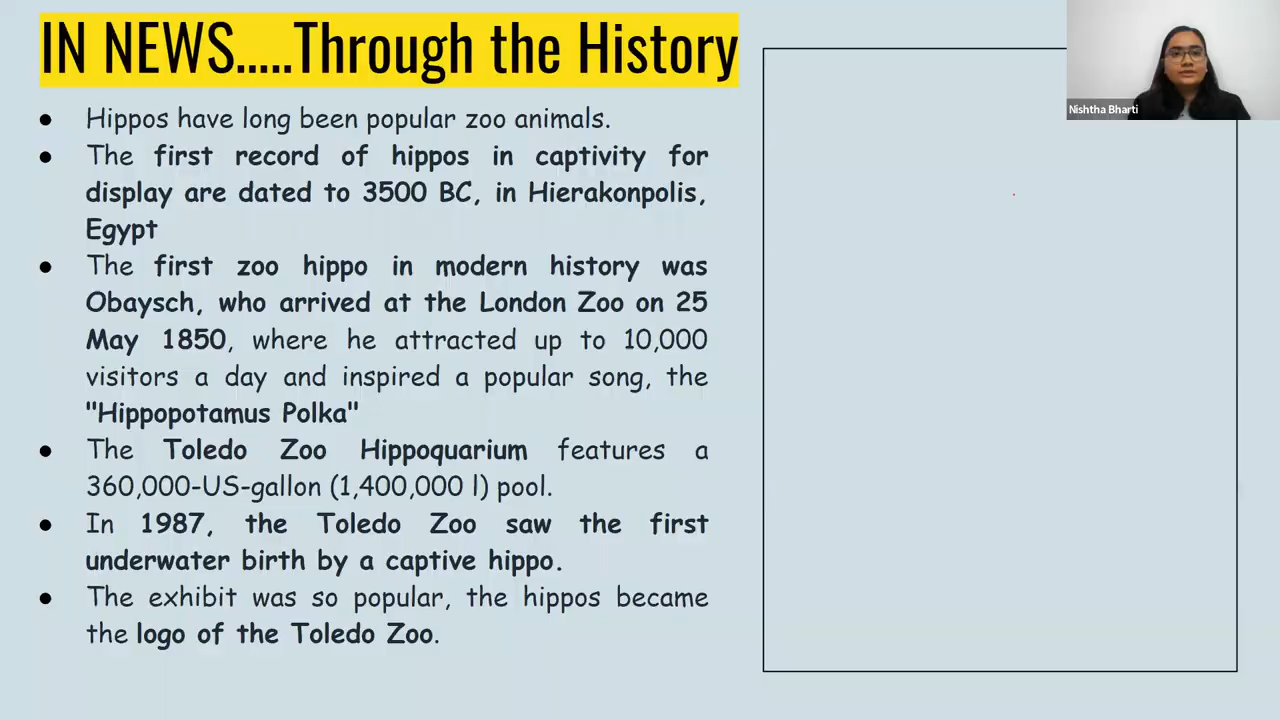 IN NEWS.....Through the History
Nishtha Bharti
● Hippos have long been popular zoo animals.
● The first record of hippos in captivity for
display are dated to 3500 BC, in Hierakonpolis,
Egypt
● The first zoo hippo in modern history was
Obaysch, who arrived at the London Zoo on 25
May 1850, where he attracted up to 10,000
visitors a day and inspired a popular song, the
"Hippopotamus Polka"
● The Toledo Zoo Hippoquarium features a
360,000-US-gallon (1,400,000 l) pool.
● In 1987, the Toledo Zoo saw the first
underwater birth by a captive hippo.
● The exhibit was so popular, the hippos became
the logo of the Toledo Zoo.